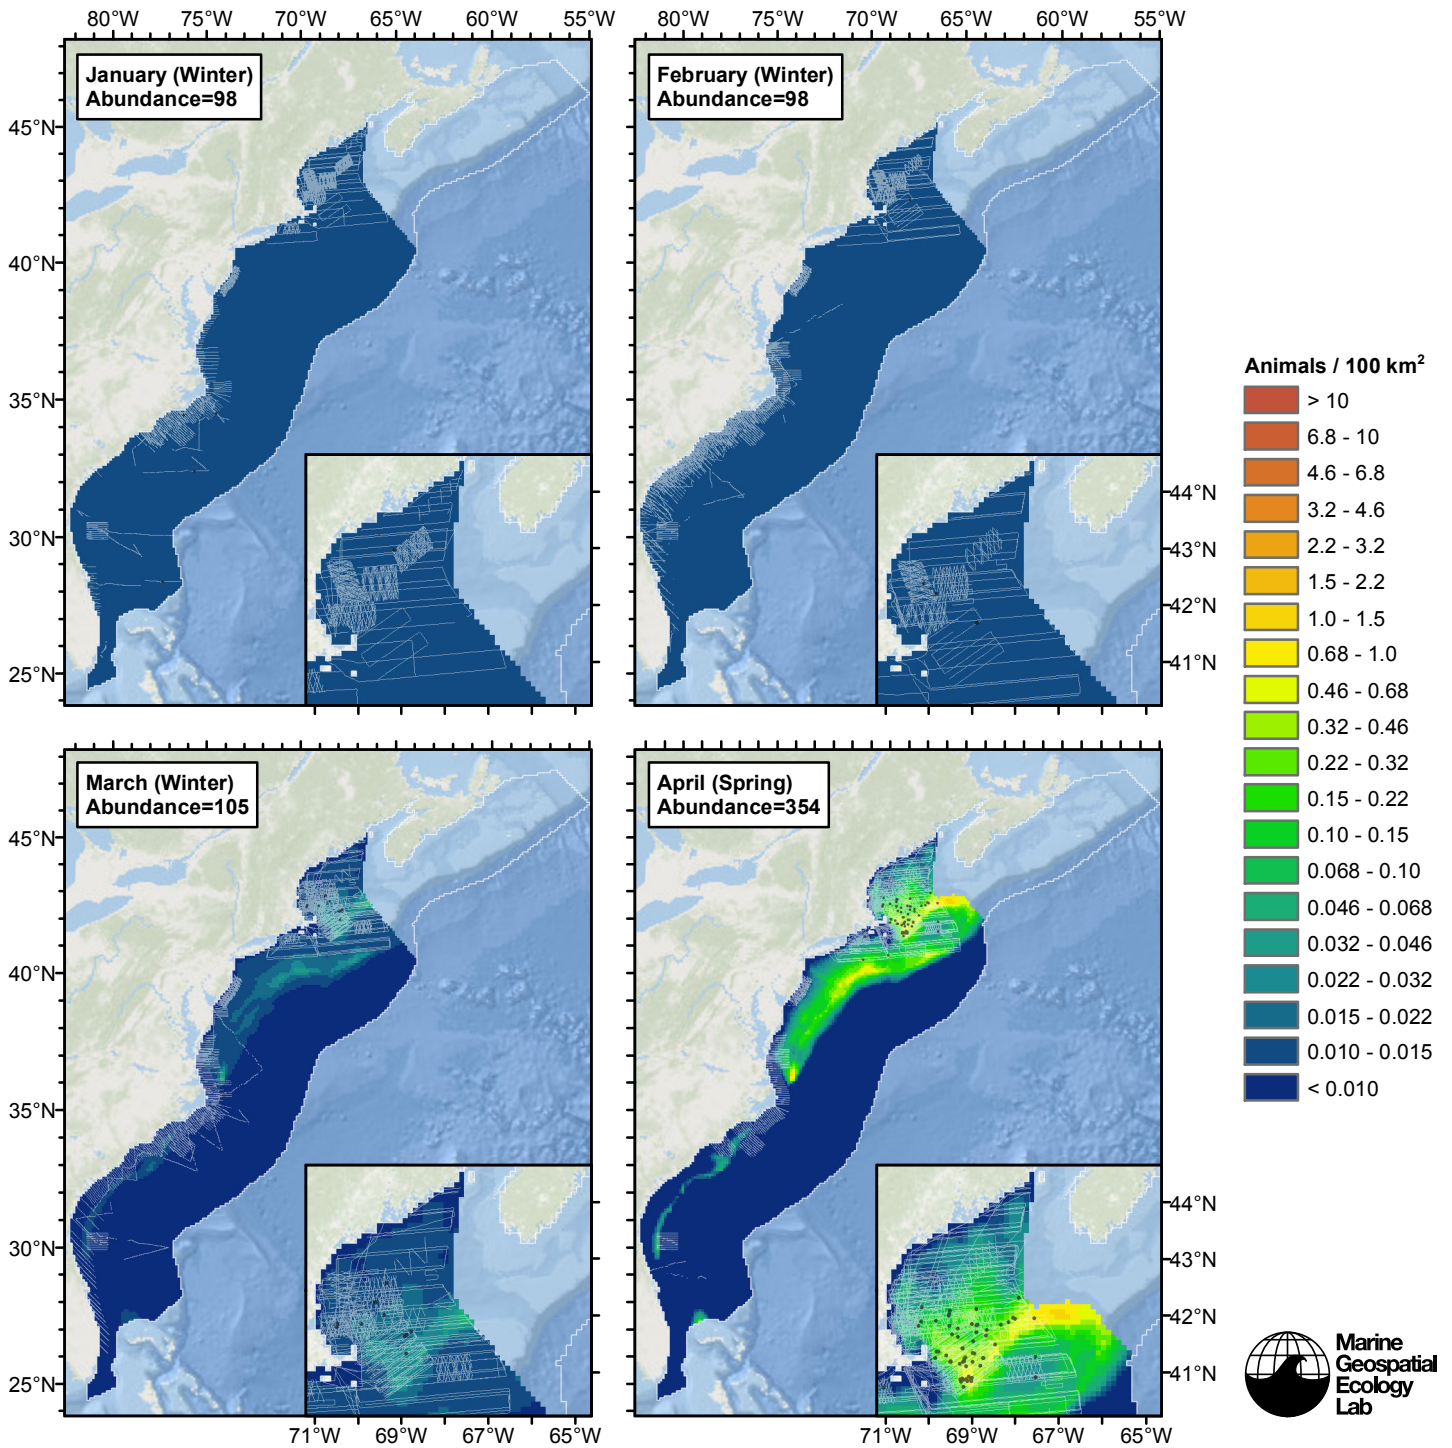 80°W 75°W 70°W 65°W 60°W 55°W 80°W 75°W 70°W 65°W 60°W 55°W
January (Winter)
Abundance=98
February (Winter)
Abundance=98
45°N
40°N
35°N
30°N
25°N
44°N
43°N
42°N
41°N
March (Winter)
Abundance=105
April (Spring)
Abundance=354
45°N
40°N
35°N
30°N
25°N
44°N
43°N
42°N
41°N
71°W 69°W 67°W 65°W 71°W 69°W 67°W 65°W
Animals / 100 km²
> 10
6.8 - 10
4.6 - 6.8
3.2 - 4.6
2.2 - 3.2
1.5 - 2.2
1.0 - 1.5
0.68 - 1.0
0.46 - 0.68
0.32 - 0.46
0.22 - 0.32
0.15 - 0.22
0.10 - 0.15
0.068 - 0.10
0.046 - 0.068
0.032 - 0.046
0.022 - 0.032
0.015 - 0.022
0.010 - 0.015
< 0.010
Marine
Geospatial
Ecology
Lab